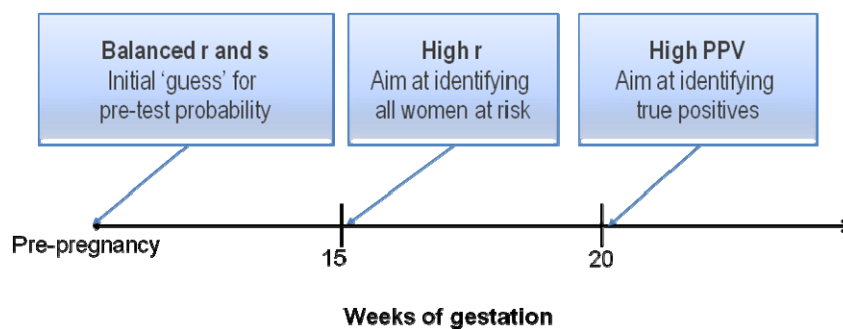 Balanced r and s
Initial ‘guess’ for
pre-test probability
High r
Aim at identifying
all women at risk
High PPV
Aim at identifying
true positives
Pre-pregnancy
15
20
Weeks of gestation